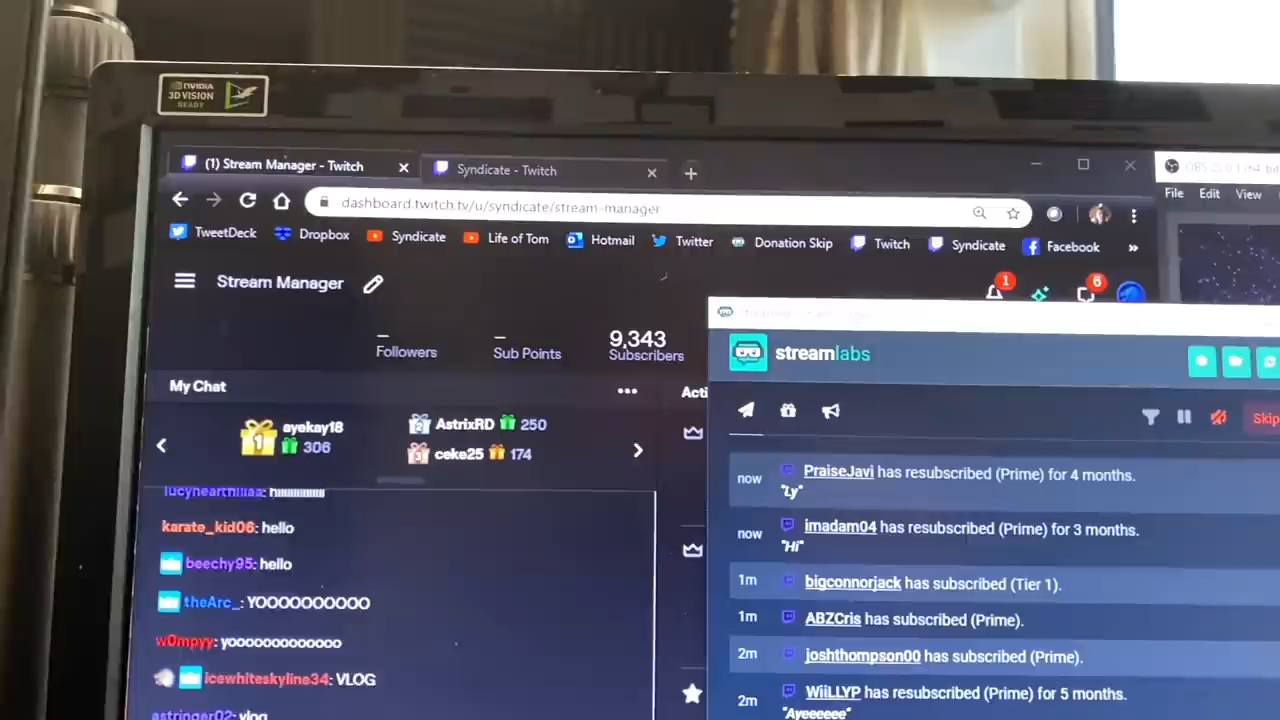 NVIDIA
3D VISION
READY
(1) Stream Manager - Twitch
Syndicate - Twitch
dashboard.twitch.tv/u/syndicate/stream-manager
File Edit View
TweetDeck Dropbox Syndicate Life of Tom Hotmail Twitter Donation Skip Twitch Syndicate Facebook »
Stream Manager
1
6
9,343
Followers
Sub Points
Subscribers
streamlabs
My Chat
1 ayekay18
306
2 AstrixRD 250
3 ceke25 174
Skip
karate_kid06: hello
beechy95: hello
theArc_: YOOOOOOOOOO
w0mpyy: yooooooooooooo
icewhiteskyline34: VLOG
astringer02: vlog
now PraiseJavi has resubscribed (Prime) for 4 months.
"Ly"
now imadam04 has resubscribed (Prime) for 3 months.
"Hi"
1m bigconnorjack has subscribed (Tier 1).
1m ABZCris has subscribed (Prime).
2m joshthompson00 has subscribed (Prime).
2m WiiLLYP has resubscribed (Prime) for 5 months.
"Ayeeeeee"